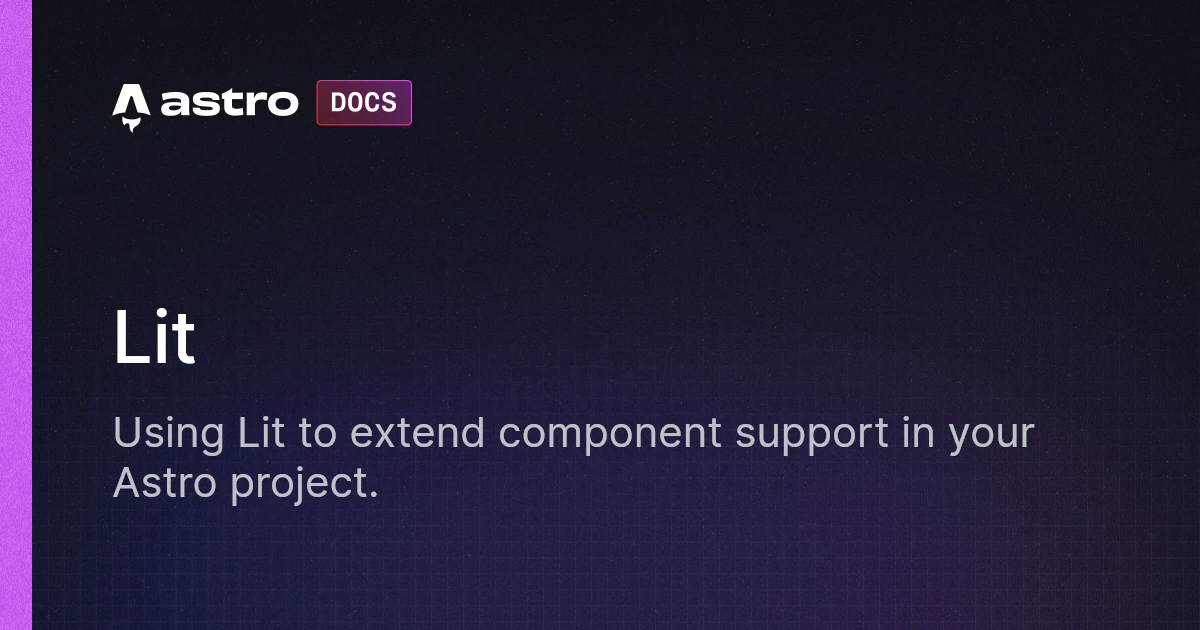 astro DOCS
Lit
Using Lit to extend component support in your
Astro project.